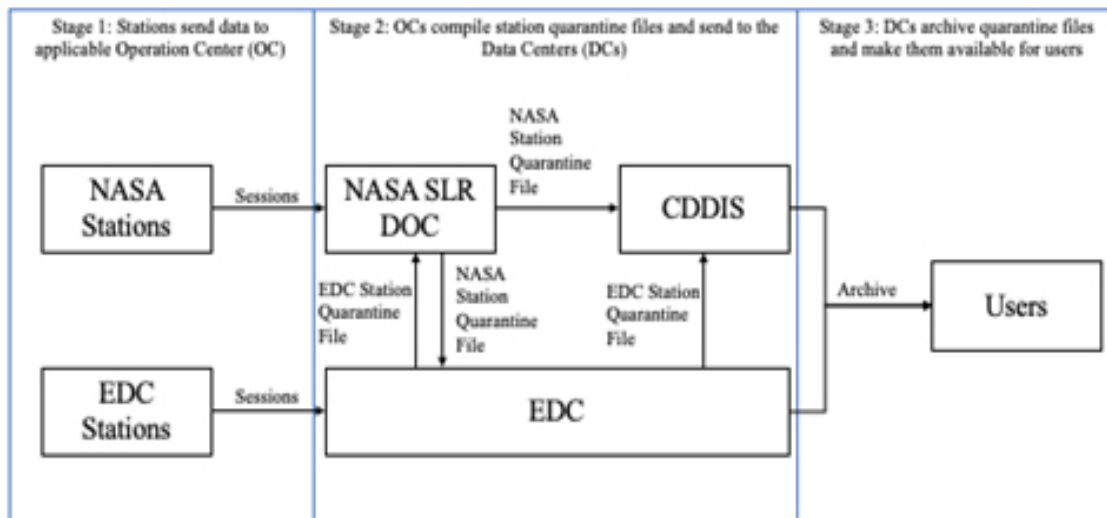 Stage 1: Stations send data to
applicable Operation Center (OC)
Stage 2: OCs compile station quarantine files and send to the
Data Centers (DCs)
Stage 3: DCs archive quarantine files
and make them available for users
NASA
Stations
Sessions
NASA SLR
DOC
NASA
Station
Quarantine
File
CDDIS
EDC Station
Quarantine
File
NASA
Station
Quarantine
File
EDC Station
Quarantine
File
Archive
Users
EDC
Stations
Sessions
EDC